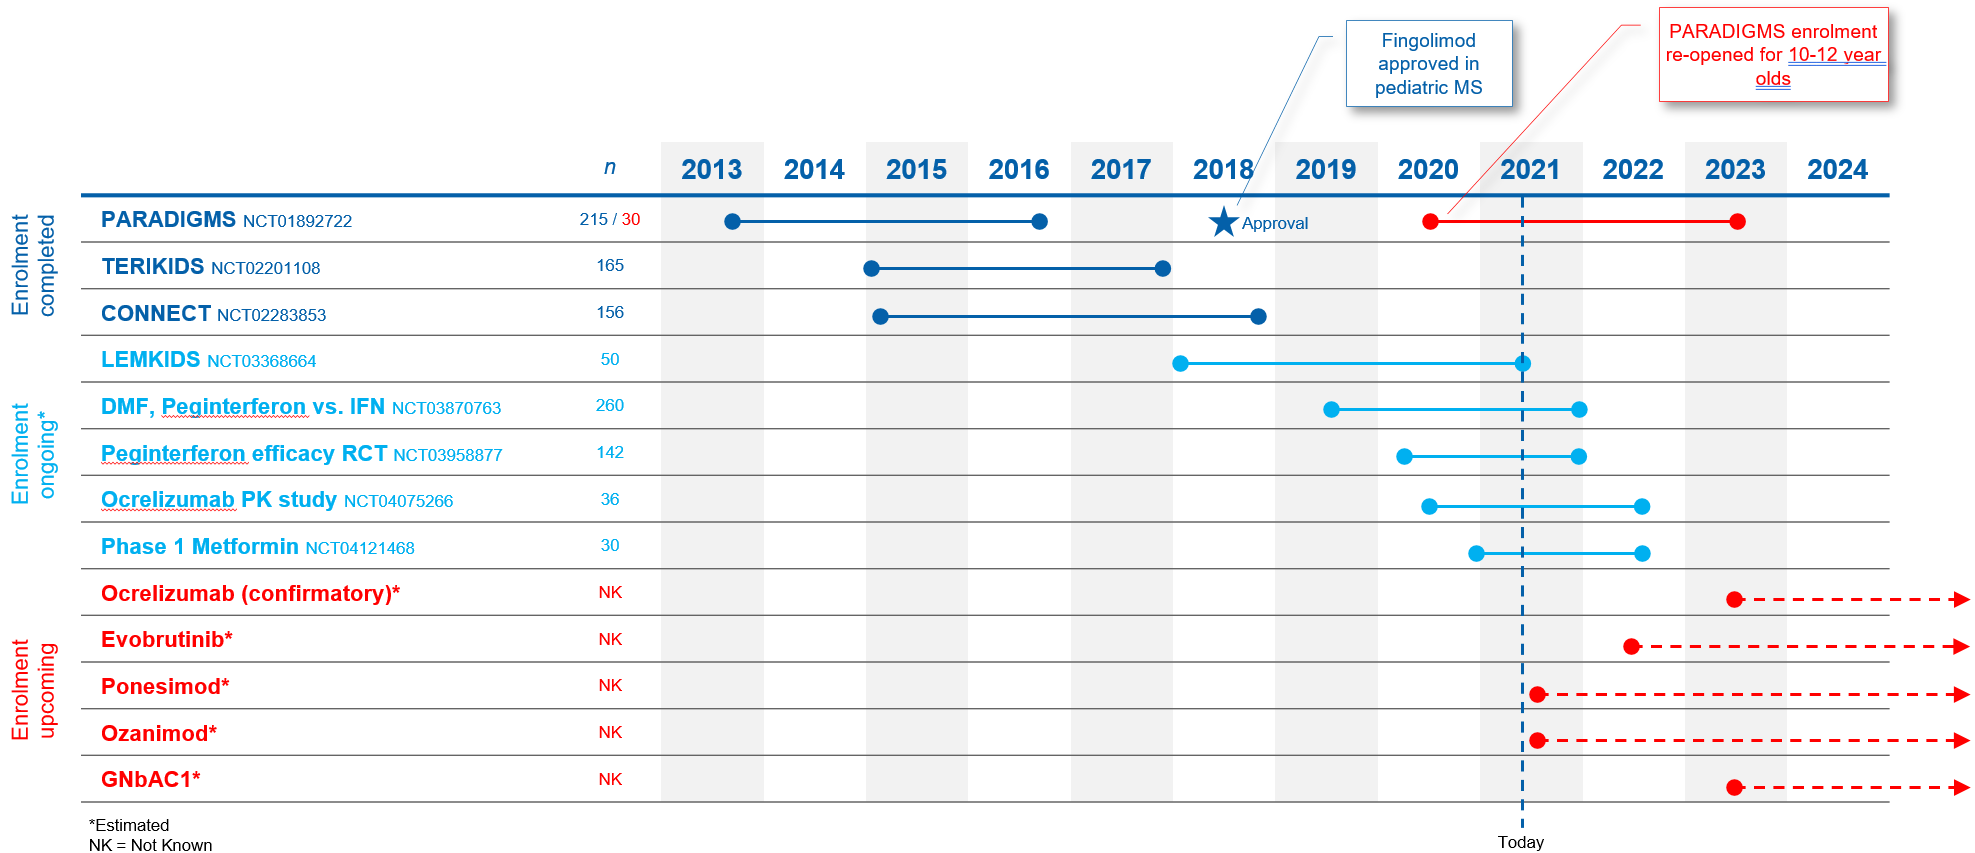 Fingolimod
approved in
pediatric MS
PARADIGMS enrolment
re-opened for 10-12 year
olds
n 2013 2014 2015 2016 2017 2018 2019 2020 2021 2022 2023 2024
Enrolment
completed
PARADIGMS NCT01892722 215 / 30 Approval
TERIKIDS NCT02201108 165
CONNECT NCT02283853 156
Enrolment
ongoing*
LEMKIDS NCT03368664 50
DMF, Peginterferon vs. IFN NCT03870763 260
Peginterferon efficacy RCT NCT03958877 142
Ocrelizumab PK study NCT04075266 36
Phase 1 Metformin NCT04121468 30
Enrolment
upcoming
Ocrelizumab (confirmatory)* NK
Evobrutinib* NK
Ponesimod* NK
Ozanimod* NK
GNbAC1* NK
*Estimated
NK = Not Known
Today